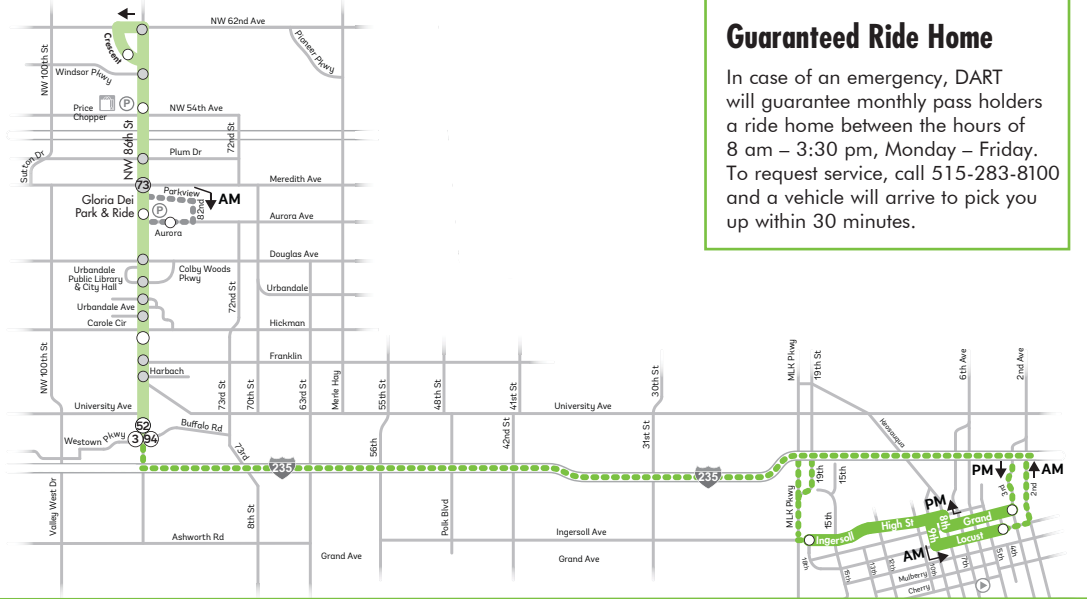 Guaranteed Ride Home
In case of an emergency, DART
will guarantee monthly pass holders
a ride home between the hours of
8 am – 3:30 pm, Monday – Friday.
To request service, call 515-283-8100
and a vehicle will arrive to pick you
up within 30 minutes.
NW 62nd Ave
Crescent
NW 100th St
Pioneer Pkwy
Windsor Pkwy
Price
Chopper
P
NW 54th Ave
NW 86th St
72nd St
Sutton Dr
Plum Dr
73
Meredith Ave
Parkview
AM
82nd
Gloria Dei
Park & Ride
P
Aurora Ave
Aurora
Douglas Ave
Urbandale
Public Library
& City Hall
Colby Woods
Pkwy
Urbandale
72nd St
Urbandale Ave
Carole Cir
Hickman
Franklin
NW 100th St
Harbach
73rd St
70th St
63rd St
Merle Hay
55th St
48th St
41st St
30th St
MLK Pkwy
19th St
6th Ave
2nd Ave
University Ave
University Ave
52
3
94
Westown Pkwy
Buffalo Rd
73rd
56th
42nd St
31st St
235
235
Valley West Dr
8th St
Polk Blvd
MLK Pkwy
19th
15th
15th
PM
AM
3rd
2nd
PM
8th
Grand
High St
9th
Locust
Ingersoll
AM
Ashworth Rd
Ingersoll Ave
Grand Ave
Grand Ave
18th
15th
13th
12th
10th
7th
5th
4th
Mulberry
Cherry